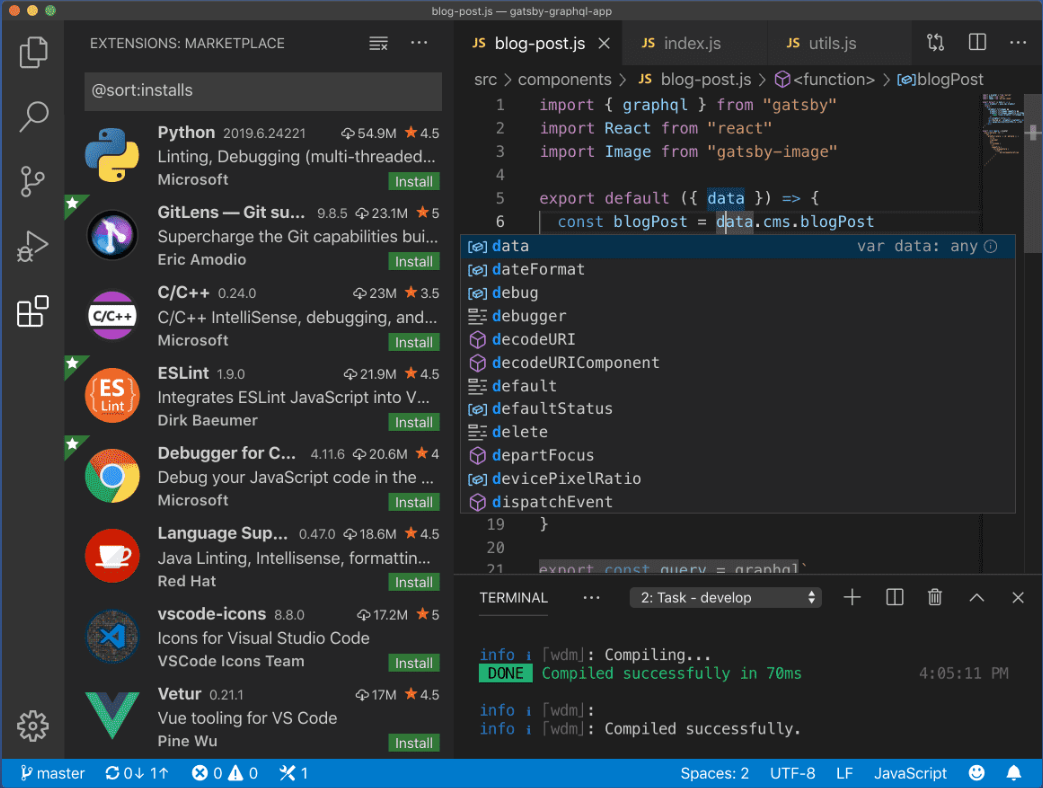 blog-post.js — gatsby-graphql-app
EXTENSIONS: MARKETPLACE
@sort:installs
Python 2019.6.24221 54.9M 4.5
Linting, Debugging (multi-threaded...
Microsoft Install
GitLens — Git su... 9.8.5 23.1M 5
Supercharge the Git capabilities bui...
Eric Amodio Install
C/C++
C/C++ 0.24.0 23M 3.5
C/C++ IntelliSense, debugging, and...
Microsoft Install
ES
Lint
ESLint 1.9.0 21.9M 4.5
Integrates ESLint JavaScript into V...
Dirk Baeumer Install
Debugger for C... 4.11.6 20.6M 4
Debug your JavaScript code in the ...
Microsoft Install
Language Sup... 0.47.0 18.6M 4.5
Java Linting, Intellisense, formattin...
Red Hat Install
vscode-icons 8.8.0 17.2M 5
Icons for Visual Studio Code
VSCode Icons Team Install
Vetur 0.21.1 17M 4.5
Vue tooling for VS Code
Pine Wu Install
JS blog-post.js JS index.js JS utils.js
src > components > JS blog-post.js > <function> > blogPost
1 import { graphql } from "gatsby"
2 import React from "react"
3 import Image from "gatsby-image"
4
5 export default ({ data }) => {
6 const blogPost = data.cms.blogPost
data var data: any
dateFormat
debug
debugger
decodeURI
decodeURIComponent
default
defaultStatus
delete
departFocus
devicePixelRatio
dispatchEvent
19 }
20
21 export const query = graphql`
TERMINAL ... 2: Task - develop
info i ⌈wdm⌋: Compiling...
DONE Compiled successfully in 70ms 4:05:11 PM
info i ⌈wdm⌋:
info i ⌈wdm⌋: Compiled successfully.
master 0↓ 1↑ 0 0 1 Spaces: 2 UTF-8 LF JavaScript